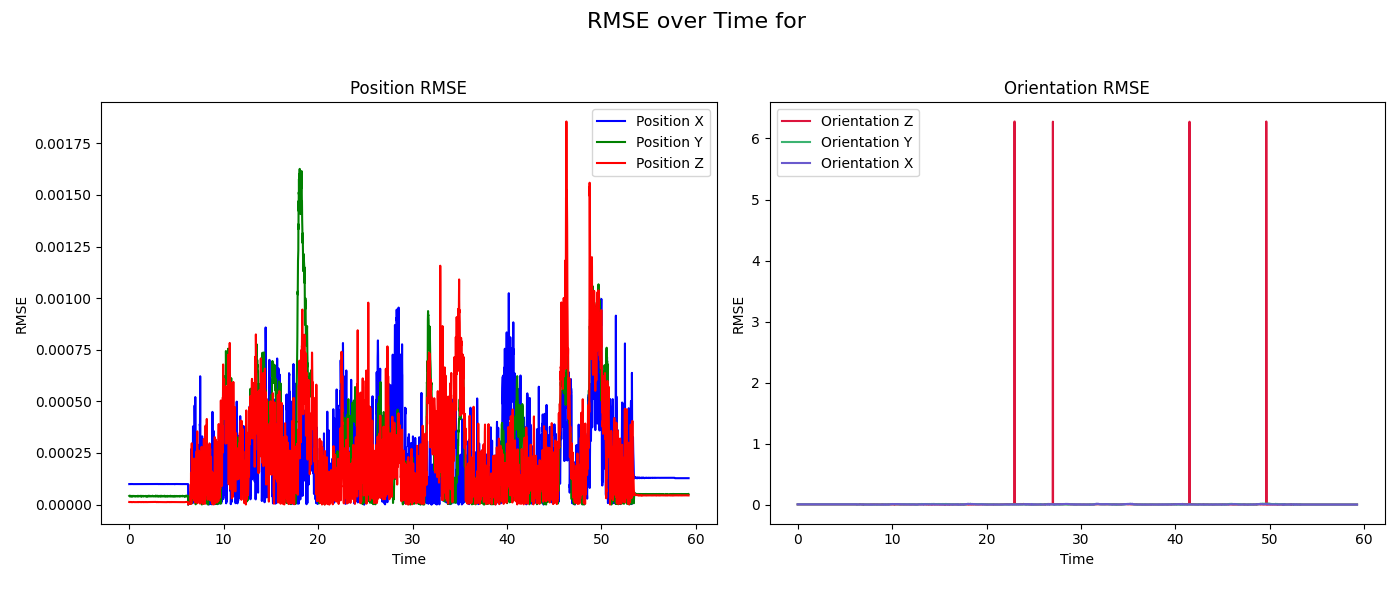 RMSE over Time for
Position RMSE
RMSE
0.00175
0.00150
0.00125
0.00100
0.00075
0.00050
0.00025
0.00000
Position X
Position Y
Position Z
0 10 20 30 40 50 60
Time
Orientation RMSE
RMSE
6
5
4
3
2
1
0
Orientation Z
Orientation Y
Orientation X
0 10 20 30 40 50 60
Time